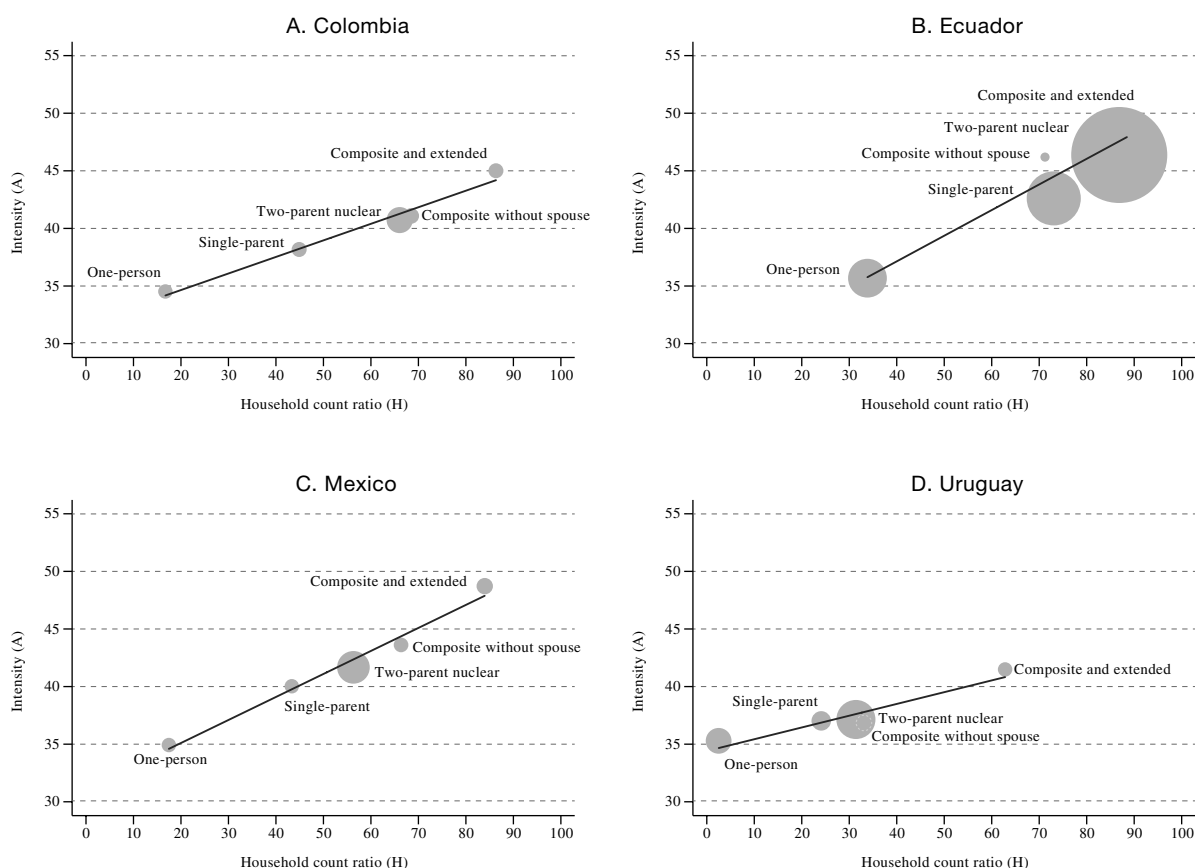 A. Colombia
55
50
45
40
35
30
Intensity (A)
Composite and extended
Two-parent nuclear
Composite without spouse
Single-parent
One-person
0 10 20 30 40 50 60 70 80 90 100
Household count ratio (H)
B. Ecuador
55
50
45
40
35
30
Intensity (A)
Composite and extended
Two-parent nuclear
Composite without spouse
Single-parent
One-person
0 10 20 30 40 50 60 70 80 90 100
Household count ratio (H)
C. Mexico
55
50
45
40
35
30
Intensity (A)
Composite and extended
Composite without spouse
Two-parent nuclear
Single-parent
One-person
0 10 20 30 40 50 60 70 80 90 100
Household count ratio (H)
D. Uruguay
55
50
45
40
35
30
Intensity (A)
Composite and extended
Single-parent
Two-parent nuclear
Composite without spouse
One-person
0 10 20 30 40 50 60 70 80 90 100
Household count ratio (H)